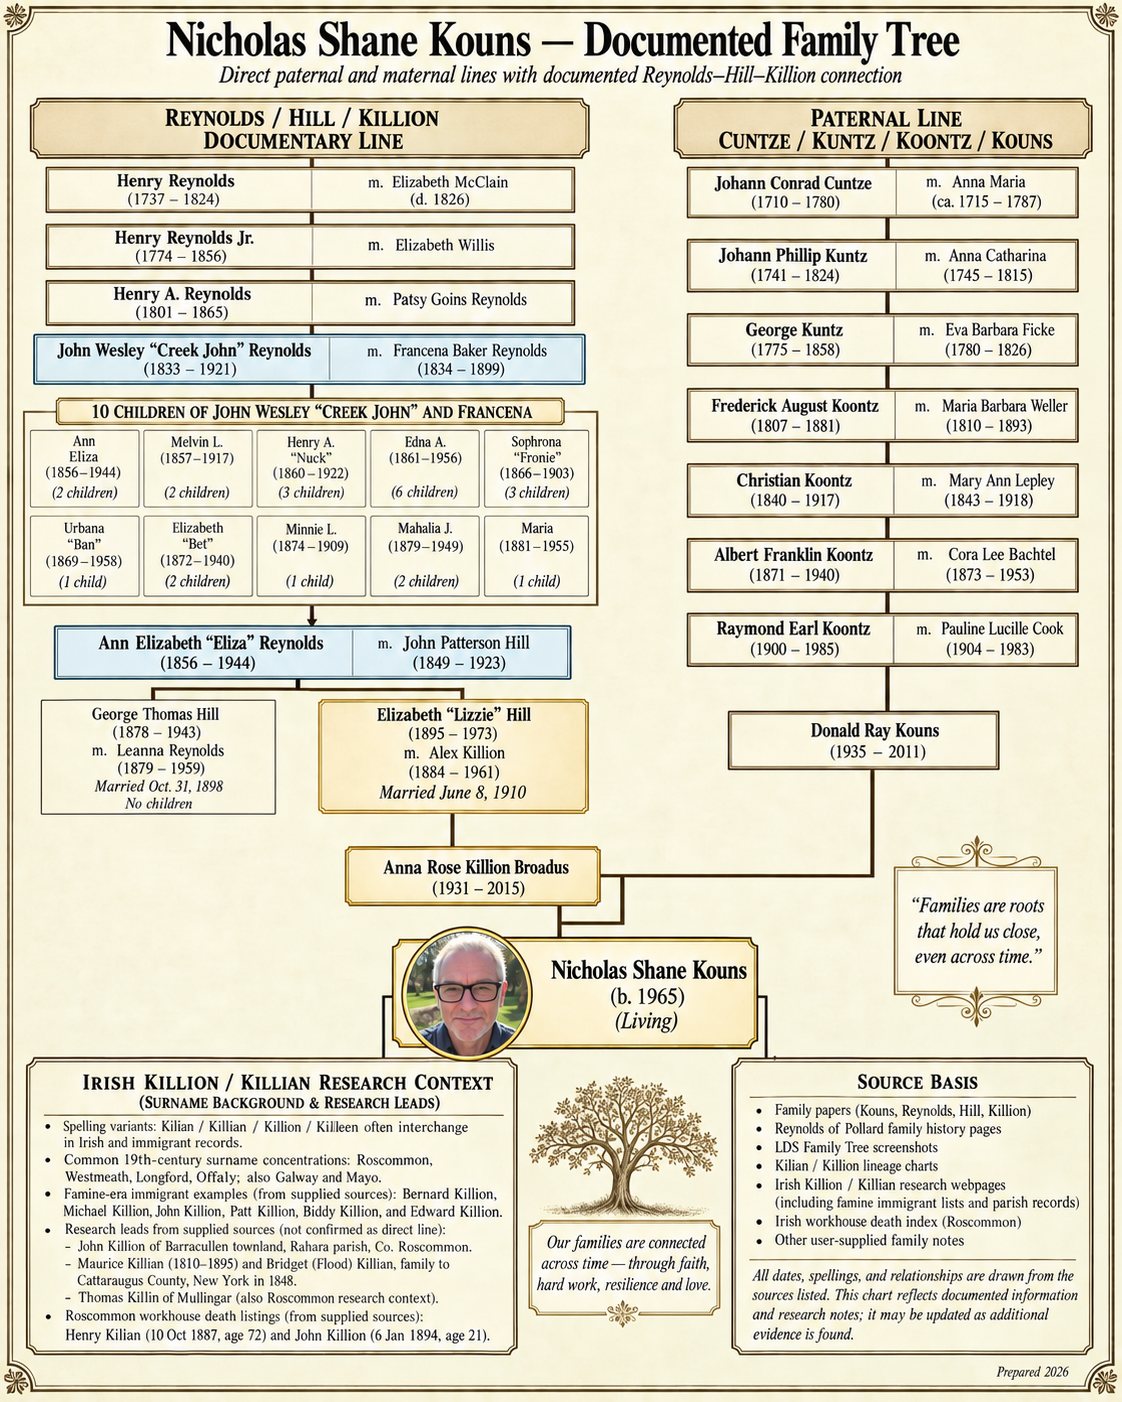 Nicholas Shane Kouns — Documented Family Tree
Direct paternal and maternal lines with documented Reynolds–Hill–Killion connection
REYNOLDS / HILL / KILLION
DOCUMENTARY LINE
Henry Reynolds
(1737 – 1824)
m. Elizabeth McClain
(d. 1826)
Henry Reynolds Jr.
(1774 – 1856)
m. Elizabeth Willis
Henry A. Reynolds
(1801 – 1865)
m. Patsy Goins Reynolds
John Wesley “Creek John” Reynolds
(1833 – 1921)
m. Francena Baker Reynolds
(1834 – 1899)
10 CHILDREN OF JOHN WESLEY “CREEK JOHN” AND FRANCENA
Ann
Eliza
(1856–1944)
(2 children)
Melvin L.
(1857–1917)
(2 children)
Henry A.
“Nuck”
(1860–1922)
(3 children)
Edna A.
(1861–1956)
(6 children)
Sophrona
“Fronie”
(1866–1903)
(3 children)
Urbana
“Ban”
(1869–1958)
(1 child)
Elizabeth
“Bet”
(1872–1940)
(2 children)
Minnie L.
(1874–1909)
(1 child)
Mahalia J.
(1879–1949)
(2 children)
Maria
(1881–1955)
(1 child)
Ann Elizabeth “Eliza” Reynolds
(1856 – 1944)
m. John Patterson Hill
(1849 – 1923)
George Thomas Hill
(1878 – 1943)
m. Leanna Reynolds
(1879 – 1959)
Married Oct. 31, 1898
No children
Elizabeth “Lizzie” Hill
(1895 – 1973)
m. Alex Killion
(1884 – 1961)
Married June 8, 1910
Anna Rose Killion Broadus
(1931 – 2015)
PATERNAL LINE
CUNTZE / KUNTZ / KOONTZ / KOUNS
Johann Conrad Cuntze
(1710 – 1780)
m. Anna Maria
(ca. 1715 – 1787)
Johann Phillip Kuntz
(1741 – 1824)
m. Anna Catharina
(1745 – 1815)
George Kuntz
(1775 – 1858)
m. Eva Barbara Ficke
(1780 – 1826)
Frederick August Koontz
(1807 – 1881)
m. Maria Barbara Weller
(1810 – 1893)
Christian Koontz
(1840 – 1917)
m. Mary Ann Lepley
(1843 – 1918)
Albert Franklin Koontz
(1871 – 1940)
m. Cora Lee Bachtel
(1873 – 1953)
Raymond Earl Koontz
(1900 – 1985)
m. Pauline Lucille Cook
(1904 – 1983)
Donald Ray Kouns
(1935 – 2011)
“Families are roots
that hold us close,
even across time.”
Nicholas Shane Kouns
(b. 1965)
(Living)
IRISH KILLION / KILLIAN RESEARCH CONTEXT
(SURNAME BACKGROUND & RESEARCH LEADS)
• Spelling variants: Kilian / Killian / Killion / Killeen often interchange
in Irish and immigrant records.
• Common 19th-century surname concentrations: Roscommon,
Westmeath, Longford, Offaly; also Galway and Mayo.
• Famine-era immigrant examples (from supplied sources): Bernard Killion,
Michael Killion, John Killion, Patt Killion, Biddy Killion, and Edward Killion.
• Research leads from supplied sources (not confirmed as direct line):
– John Killion of Barracullen townland, Rahara parish, Co. Roscommon.
– Maurice Killian (1810–1895) and Bridget (Flood) Killian, family to
Cattaraugus County, New York in 1848.
– Thomas Killin of Mullingar (also Roscommon research context).
• Roscommon workhouse death listings (from supplied sources):
Henry Kilian (10 Oct 1887, age 72) and John Killion (6 Jan 1894, age 21).
Our families are connected
across time — through faith,
hard work, resilience and love.
SOURCE BASIS
• Family papers (Kouns, Reynolds, Hill, Killion)
• Reynolds of Pollard family history pages
• LDS Family Tree screenshots
• Kilian / Killion lineage charts
• Irish Killion / Killian research webpages
(including famine immigrant lists and parish records)
• Irish workhouse death index (Roscommon)
• Other user-supplied family notes
All dates, spellings, and relationships are drawn from the
sources listed. This chart reflects documented information
and research notes; it may be updated as additional
evidence is found.
Prepared 2026